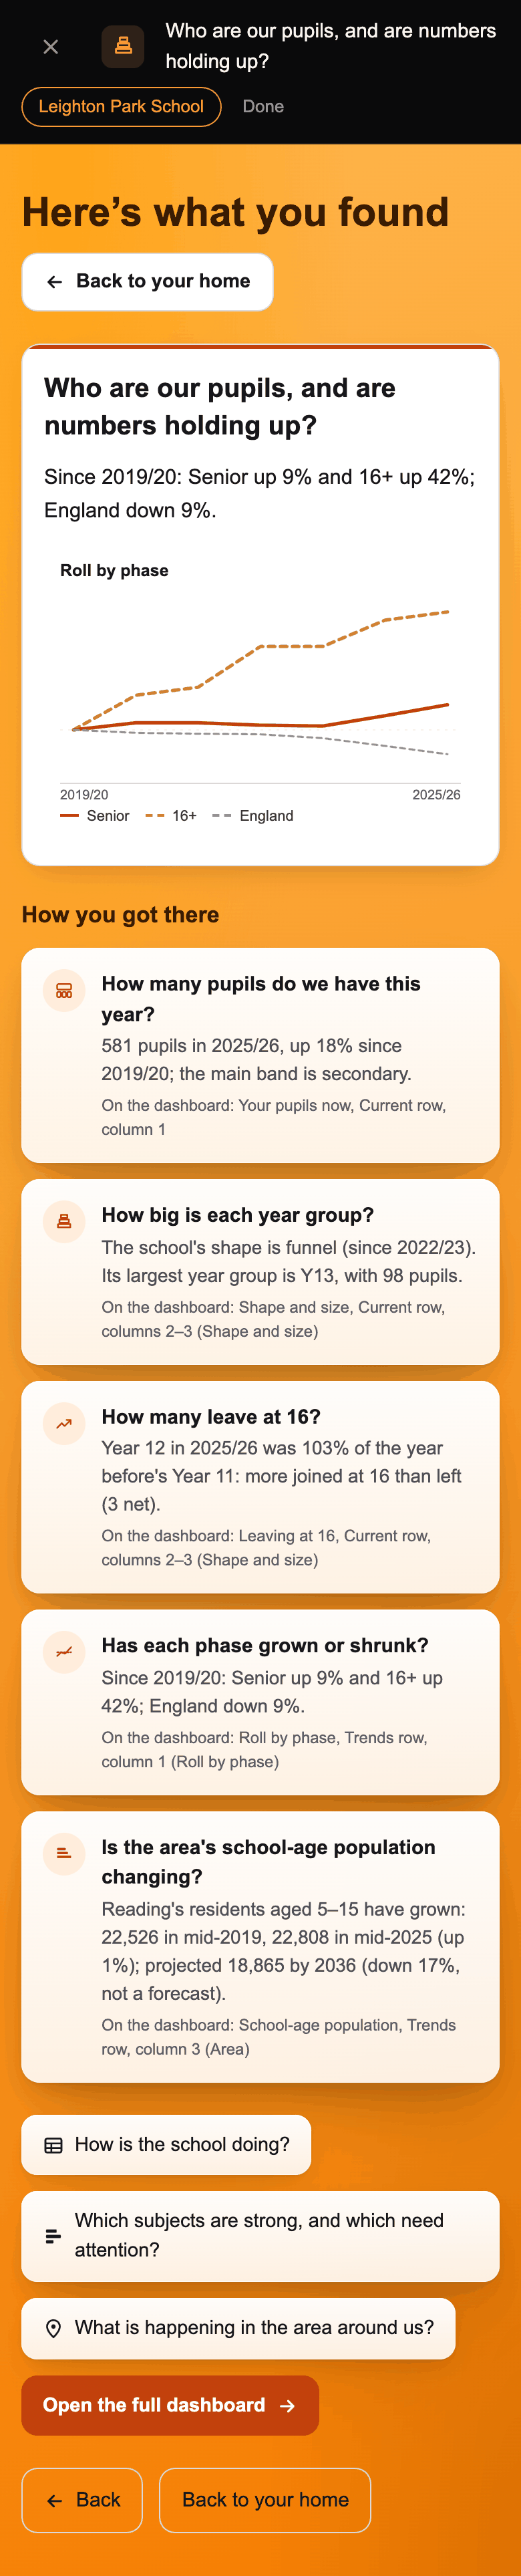 Who are our pupils, and are numbers
holding up?
Leighton Park School
Done
Here’s what you found
← Back to your home
Who are our pupils, and are
numbers holding up?
Since 2019/20: Senior up 9% and 16+ up 42%;
England down 9%.
Roll by phase
2019/20 2025/26
Senior 16+ England
How you got there
How many pupils do we have this
year?
581 pupils in 2025/26, up 18% since
2019/20; the main band is secondary.
On the dashboard: Your pupils now, Current row,
column 1
How big is each year group?
The school's shape is funnel (since 2022/23).
Its largest year group is Y13, with 98 pupils.
On the dashboard: Shape and size, Current row,
columns 2–3 (Shape and size)
How many leave at 16?
Year 12 in 2025/26 was 103% of the year
before's Year 11: more joined at 16 than left
(3 net).
On the dashboard: Leaving at 16, Current row,
columns 2–3 (Shape and size)
Has each phase grown or shrunk?
Since 2019/20: Senior up 9% and 16+ up
42%; England down 9%.
On the dashboard: Roll by phase, Trends row,
column 1 (Roll by phase)
Is the area's school-age population
changing?
Reading's residents aged 5–15 have grown:
22,526 in mid-2019, 22,808 in mid-2025 (up
1%); projected 18,865 by 2036 (down 17%,
not a forecast).
On the dashboard: School-age population, Trends
row, column 3 (Area)
How is the school doing?
Which subjects are strong, and which need
attention?
What is happening in the area around us?
Open the full dashboard →
← Back
Back to your home